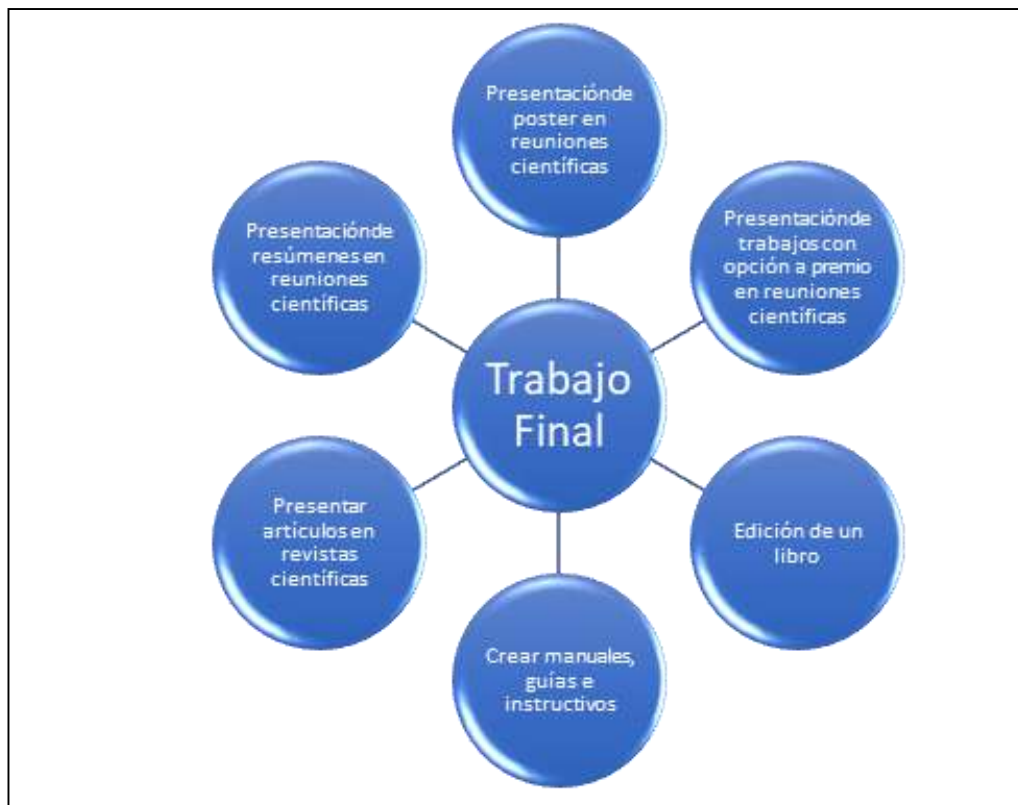 Presentaciónde
poster en
reuniones
científicas
Presentaciónde
trabajos con
opción a premio
en reuniones
científicas
Edición de un
libro
Crear manuales,
guías e
instructivos
Presentar
artículos en
revistas
científicas
Presentaciónde
resúmenes en
reuniones
científicas
Trabajo
Final